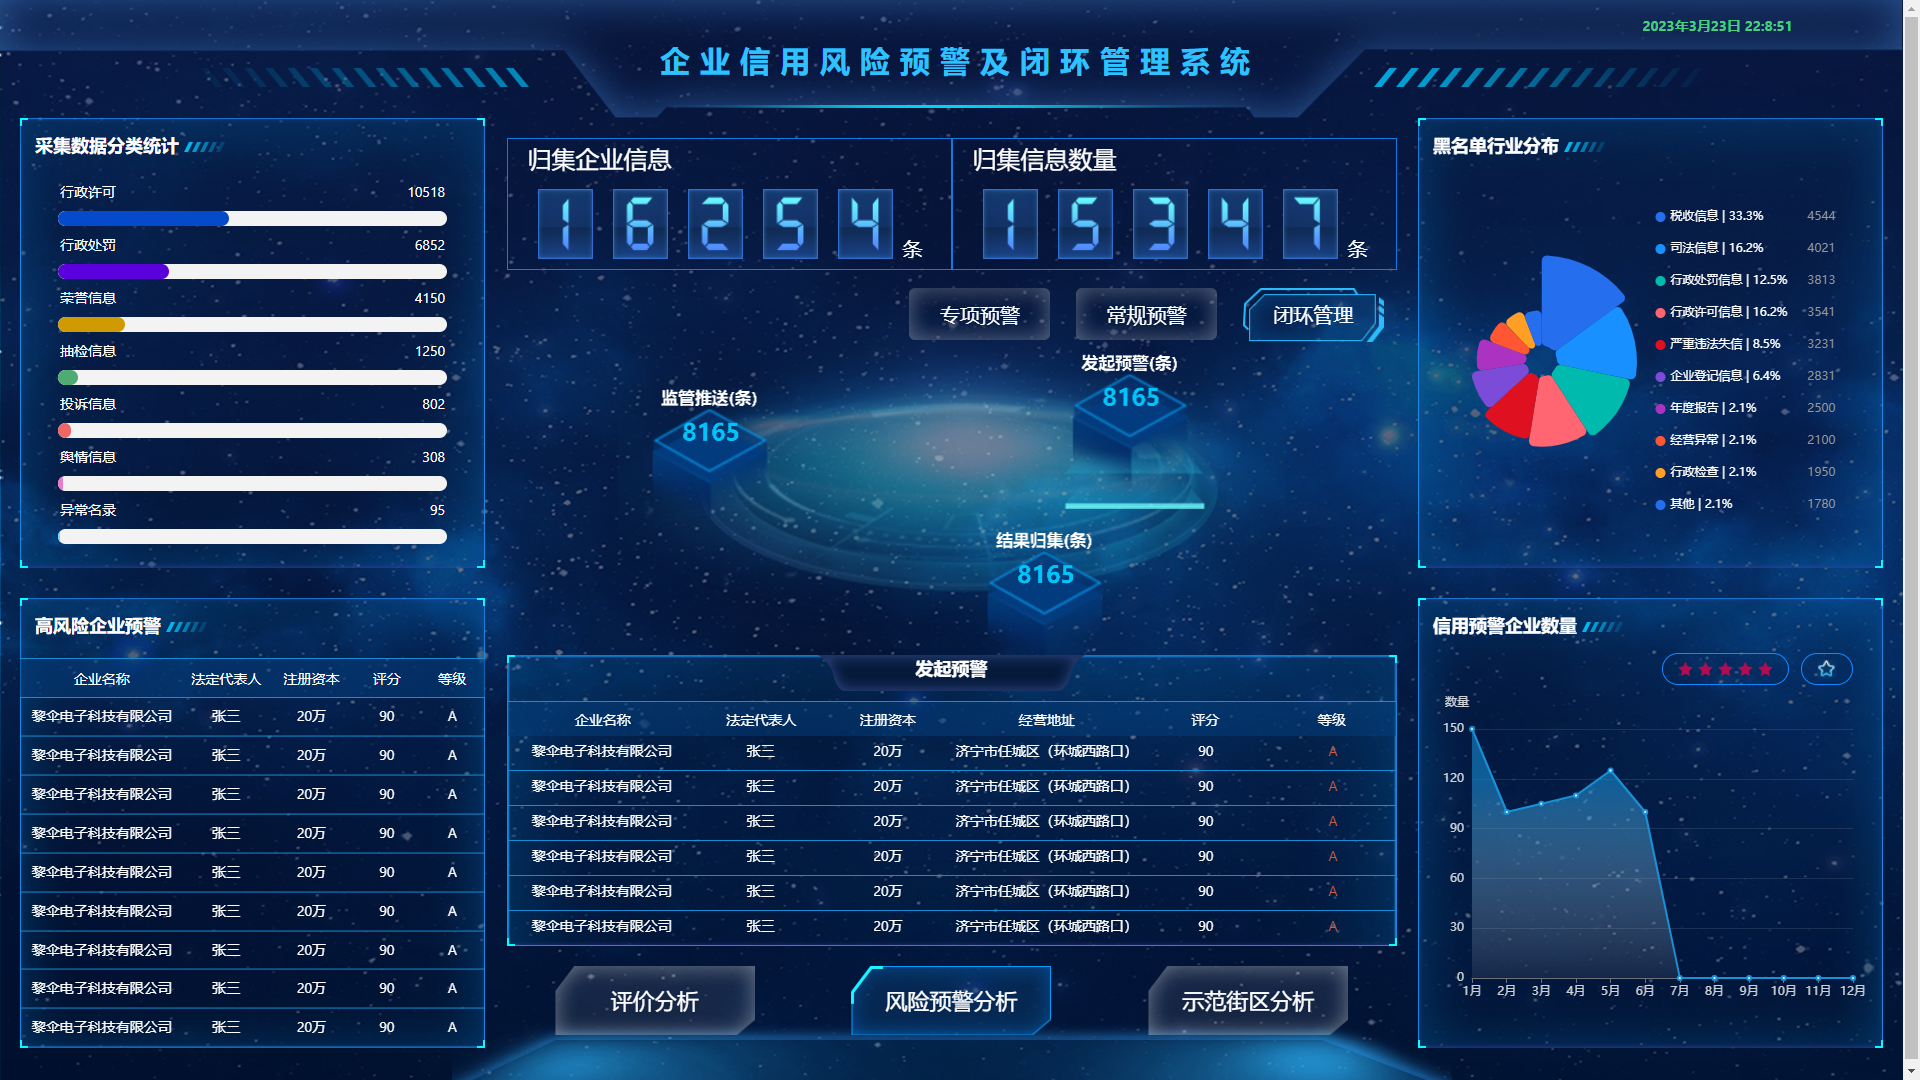 2023年3月23日 22:8:51
企业信用风险预警及闭环管理系统
采集数据分类统计
行政许可 10518
行政处罚 6852
荣誉信息 4150
抽检信息 1250
投诉信息 802
舆情信息 308
异常名录 95
高风险企业预警
企业名称 法定代表人 注册资本 评分 等级
黎伞电子科技有限公司 张三 20万 90 A
黎伞电子科技有限公司 张三 20万 90 A
黎伞电子科技有限公司 张三 20万 90 A
黎伞电子科技有限公司 张三 20万 90 A
黎伞电子科技有限公司 张三 20万 90 A
黎伞电子科技有限公司 张三 20万 90 A
黎伞电子科技有限公司 张三 20万 90 A
黎伞电子科技有限公司 张三 20万 90 A
黎伞电子科技有限公司 张三 20万 90 A
归集企业信息
16254 条
归集信息数量
15347 条
专项预警 常规预警 闭环管理
发起预警(条)
8165
监管推送(条)
8165
结果归集(条)
8165
发起预警
企业名称 法定代表人 注册资本 经营地址 评分 等级
黎伞电子科技有限公司 张三 20万 济宁市任城区（环城西路口） 90 A
黎伞电子科技有限公司 张三 20万 济宁市任城区（环城西路口） 90 A
黎伞电子科技有限公司 张三 20万 济宁市任城区（环城西路口） 90 A
黎伞电子科技有限公司 张三 20万 济宁市任城区（环城西路口） 90 A
黎伞电子科技有限公司 张三 20万 济宁市任城区（环城西路口） 90 A
黎伞电子科技有限公司 张三 20万 济宁市任城区（环城西路口） 90 A
评价分析 风险预警分析 示范街区分析
黑名单行业分布
税收信息 | 33.3% 4544
司法信息 | 16.2% 4021
行政处罚信息 | 12.5% 3813
行政许可信息 | 16.2% 3541
严重违法失信 | 8.5% 3231
企业登记信息 | 6.4% 2831
年度报告 | 2.1% 2500
经营异常 | 2.1% 2100
行政检查 | 2.1% 1950
其他 | 2.1% 1780
信用预警企业数量
数量
150
120
90
60
30
0
1月 2月 3月 4月 5月 6月 7月 8月 9月 10月 11月 12月